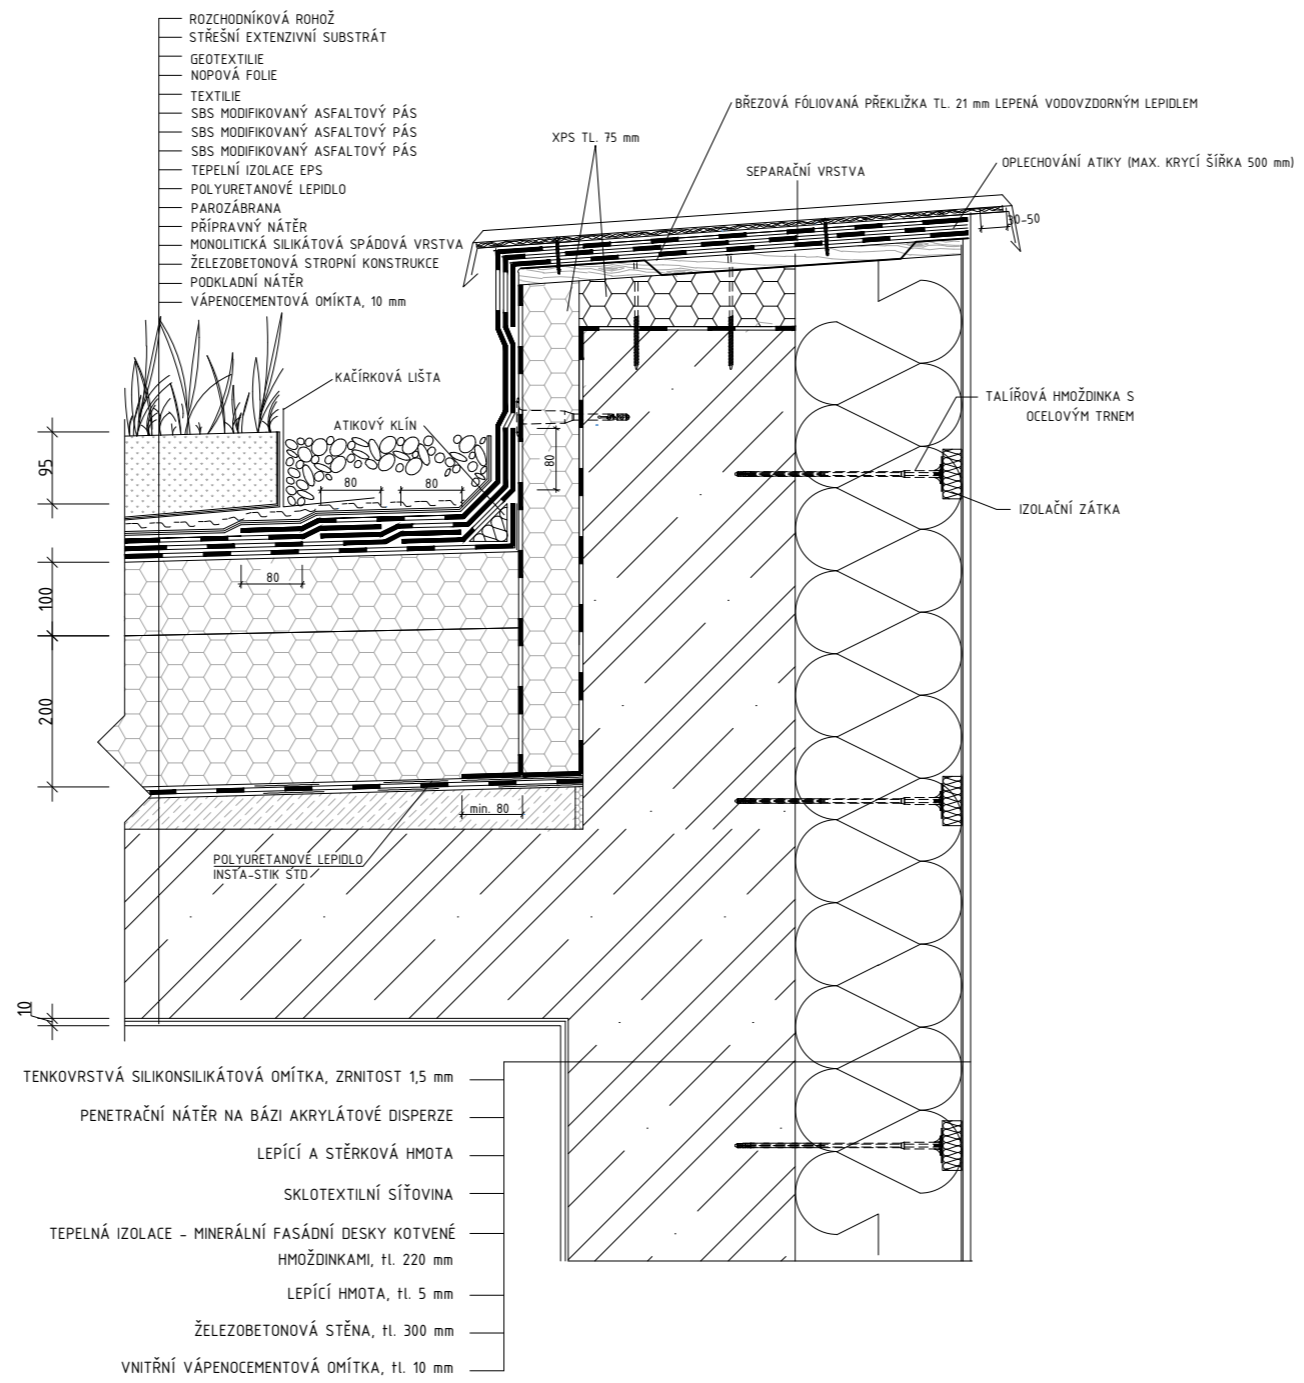 ROZCHODNÍKOVÁ ROHOŽ
STŘEŠNÍ EXTENZIVNÍ SUBSTRÁT
GEOTEXTILIE
NOPOVÁ FOLIE
TEXTILIE
SBS MODIFIKOVANÝ ASFALTOVÝ PÁS
SBS MODIFIKOVANÝ ASFALTOVÝ PÁS
SBS MODIFIKOVANÝ ASFALTOVÝ PÁS
TEPELNÍ IZOLACE EPS
POLYURETANOVÉ LEPIDLO
PAROZÁBRANA
PŘÍPRAVNÝ NÁTĚR
MONOLITICKÁ SILIKÁTOVÁ SPÁDOVÁ VRSTVA
ŽELEZOBETONOVÁ STROPNÍ KONSTRUKCE
PODKLADNÍ NÁTĚR
VÁPENOCEMENTOVÁ OMÍKTA, 10 mm
BŘEZOVÁ FÓLIOVANÁ PŘEKLIŽKA TL. 21 mm LEPENÁ VODOVZDORNÝM LEPIDLEM
XPS TL. 75 mm
SEPARAČNÍ VRSTVA
OPLECHOVÁNÍ ATIKY (MAX. KRYCÍ ŠÍŘKA 500 mm)
30-50
KAČÍRKOVÁ LIŠTA
ATIKOVÝ KLÍN
TALÍŘOVÁ HMOŽDINKA S
OCELOVÝM TRNEM
IZOLAČNÍ ZÁTKA
95
80
80
80
80
100
200
min. 80
POLYURETANOVÉ LEPIDLO
INSTA-STIK STD
10
TENKOVRSTVÁ SILIKONSILIKÁTOVÁ OMÍTKA, ZRNITOST 1,5 mm
PENETRAČNÍ NÁTĚR NA BÁZI AKRYLÁTOVÉ DISPERZE
LEPÍCÍ A STĚRKOVÁ HMOTA
SKLOTEXTILNÍ SÍŤOVINA
TEPELNÁ IZOLACE - MINERÁLNÍ FASÁDNÍ DESKY KOTVENÉ
HMOŽDINKAMI, tl. 220 mm
LEPÍCÍ HMOTA, tl. 5 mm
ŽELEZOBETONOVÁ STĚNA, tl. 300 mm
VNITŘNÍ VÁPENOCEMENTOVÁ OMÍTKA, tl. 10 mm